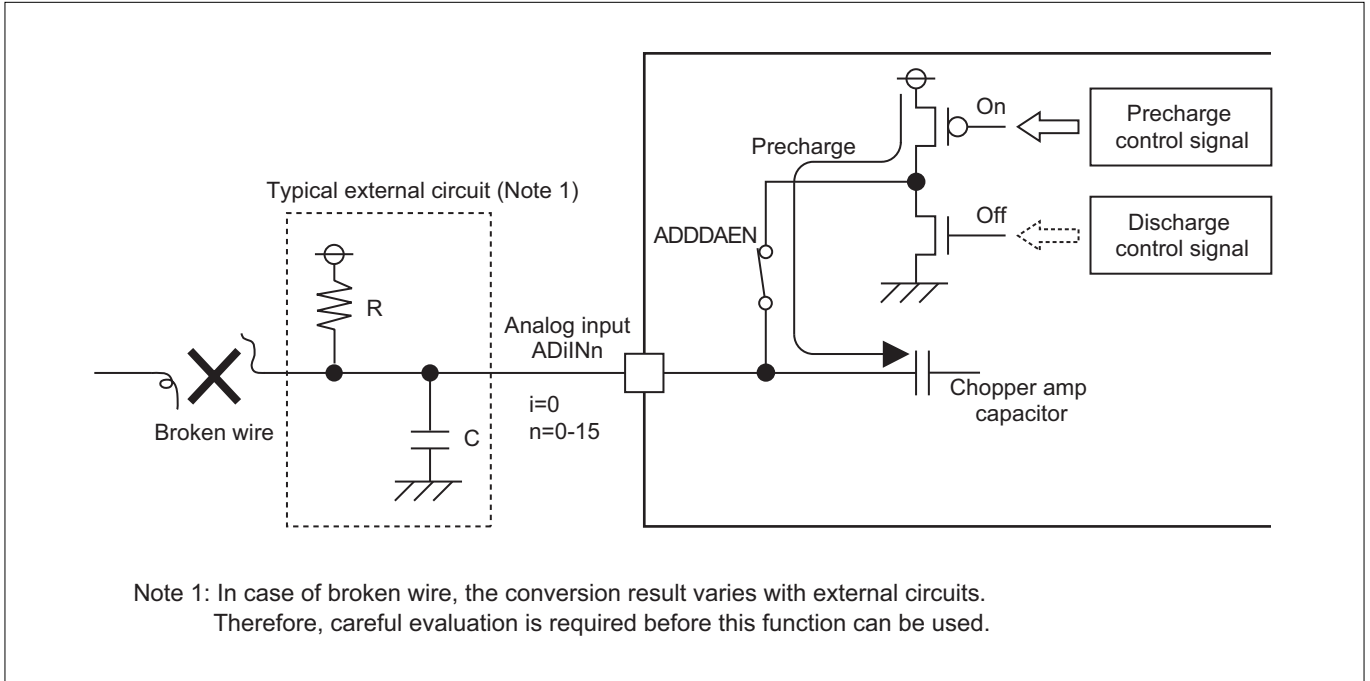 On
Precharge
control signal
Precharge
Typical external circuit (Note 1)
Off
Discharge
control signal
ADDDAEN
R
Analog input
ADiINn
Chopper amp
capacitor
i=0
n=0-15
Broken wire
C
Note 1: In case of broken wire, the conversion result varies with external circuits.
Therefore, careful evaluation is required before this function can be used.